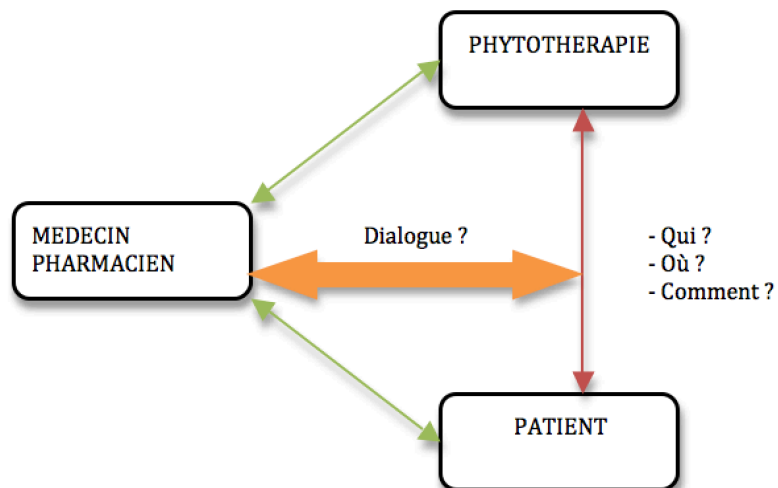 PHYTOTHERAPIE
MEDECIN
PHARMACIEN
Dialogue ?
- Qui ?
- Où ?
- Comment ?
PATIENT